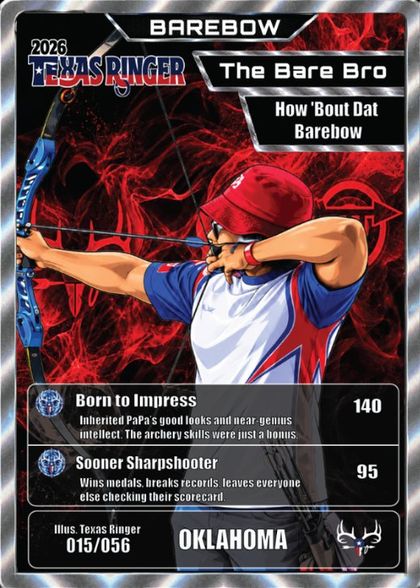 BAREBOW
2026
TEXAS RINGER
The Bare Bro
How 'Bout Dat
Barebow
Born to Impress
140
Inherited PaPa's good looks and near-genius
intellect. The archery skills were just a bonus.
Sooner Sharpshooter
95
Wins medals, breaks records, leaves everyone
else checking their scorecard.
Illus. Texas Ringer
015/056
OKLAHOMA